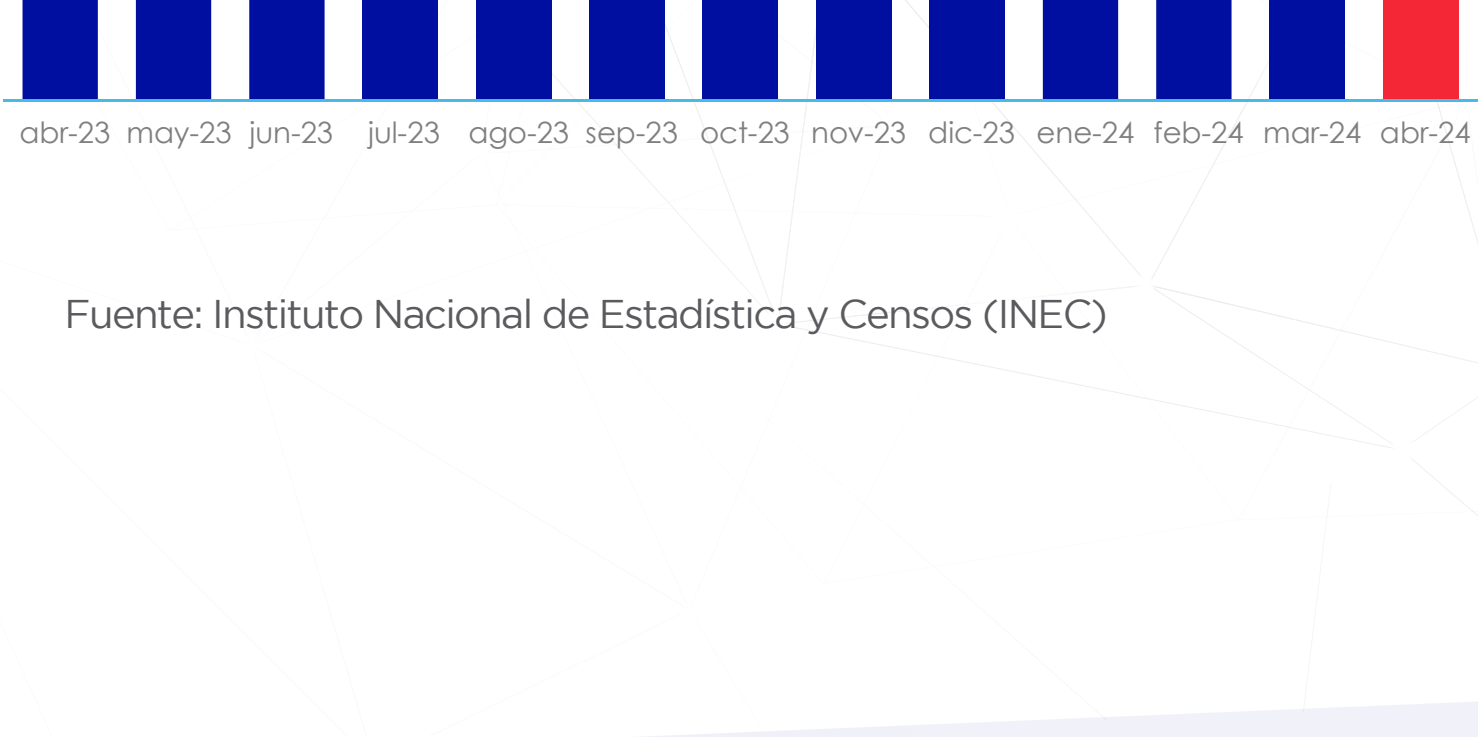 abr-23 may-23 jun-23 jul-23 ago-23 sep-23 oct-23 nov-23 dic-23 ene-24 feb-24 mar-24 abr-24
Fuente: Instituto Nacional de Estadística y Censos (INEC)